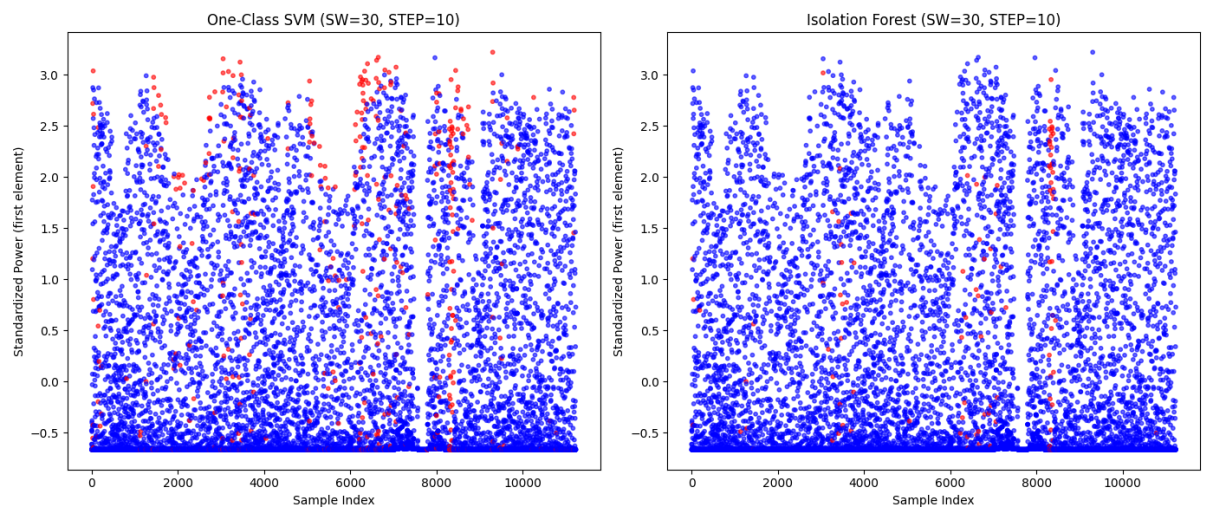 One-Class SVM (SW=30, STEP=10)
Standardized Power (first element)
3.0
2.5
2.0
1.5
1.0
0.5
0.0
−0.5
0 2000 4000 6000 8000 10000
Sample Index
Isolation Forest (SW=30, STEP=10)
Standardized Power (first element)
3.0
2.5
2.0
1.5
1.0
0.5
0.0
−0.5
0 2000 4000 6000 8000 10000
Sample Index